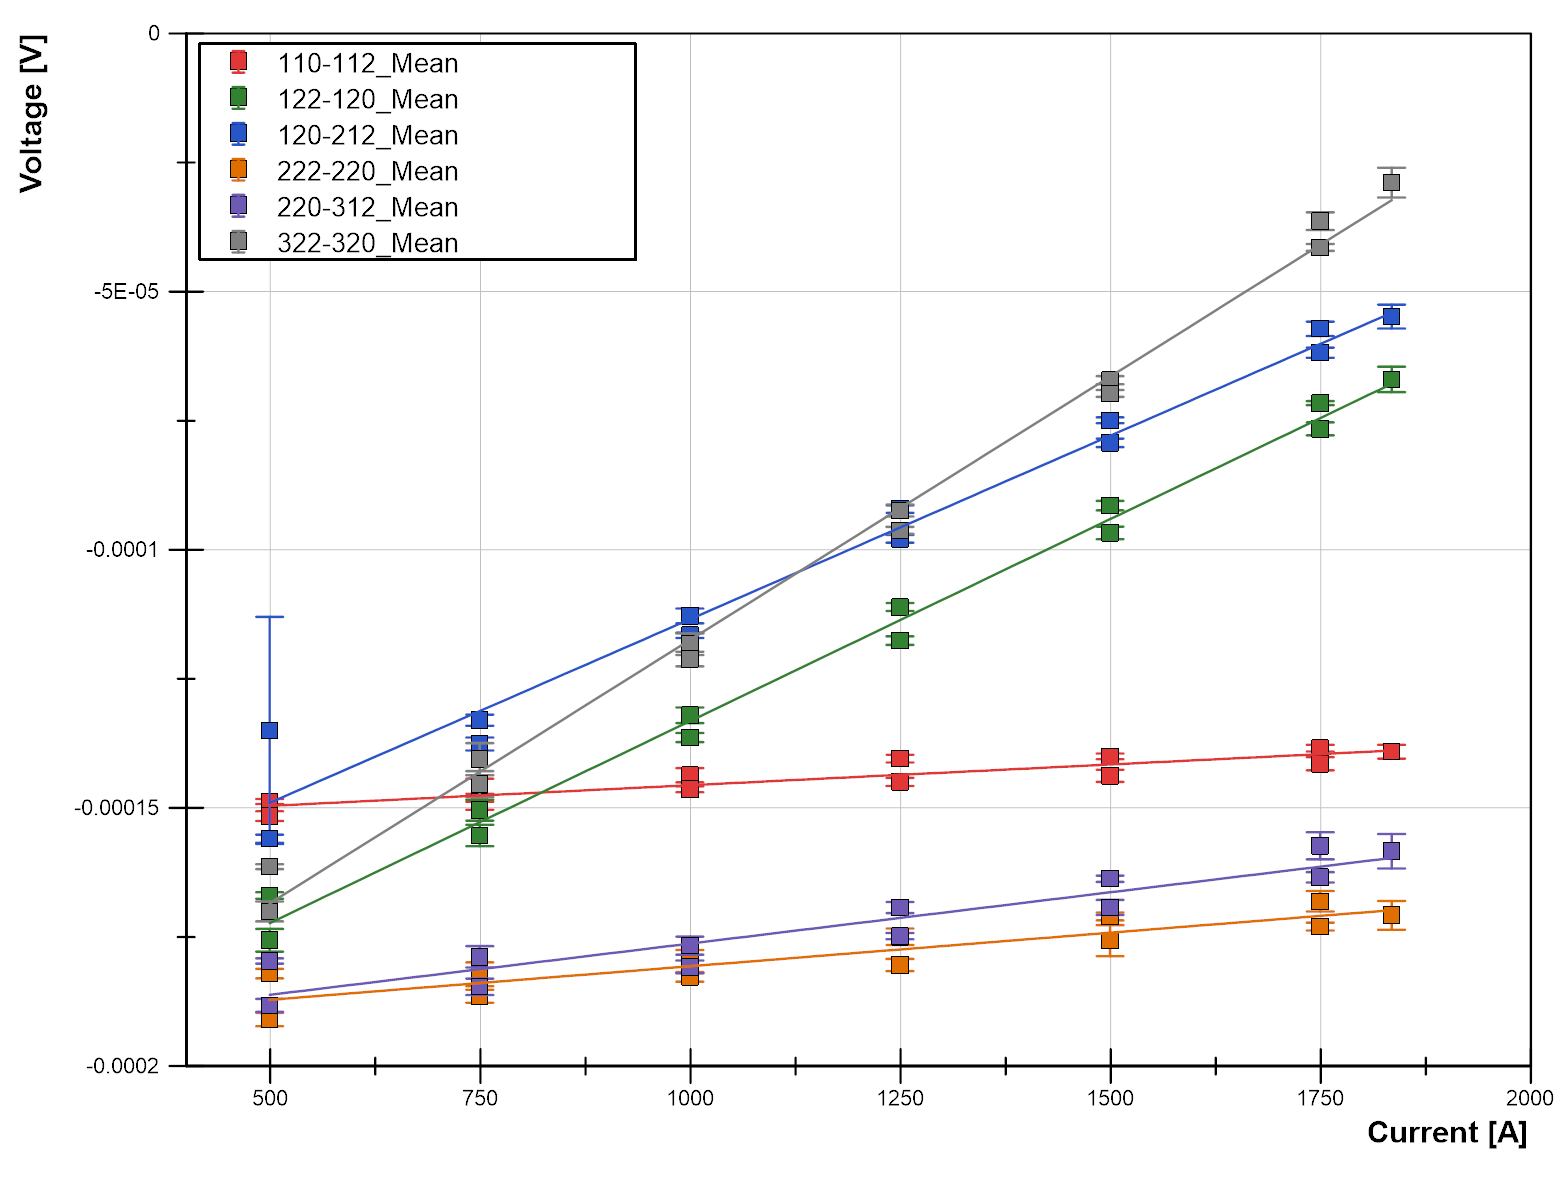 Voltage [V]
0
-5E-05
-0.0001
-0.00015
-0.0002
110-112_Mean
122-120_Mean
120-212_Mean
222-220_Mean
220-312_Mean
322-320_Mean
500 750 1000 1250 1500 1750 2000
Current [A]